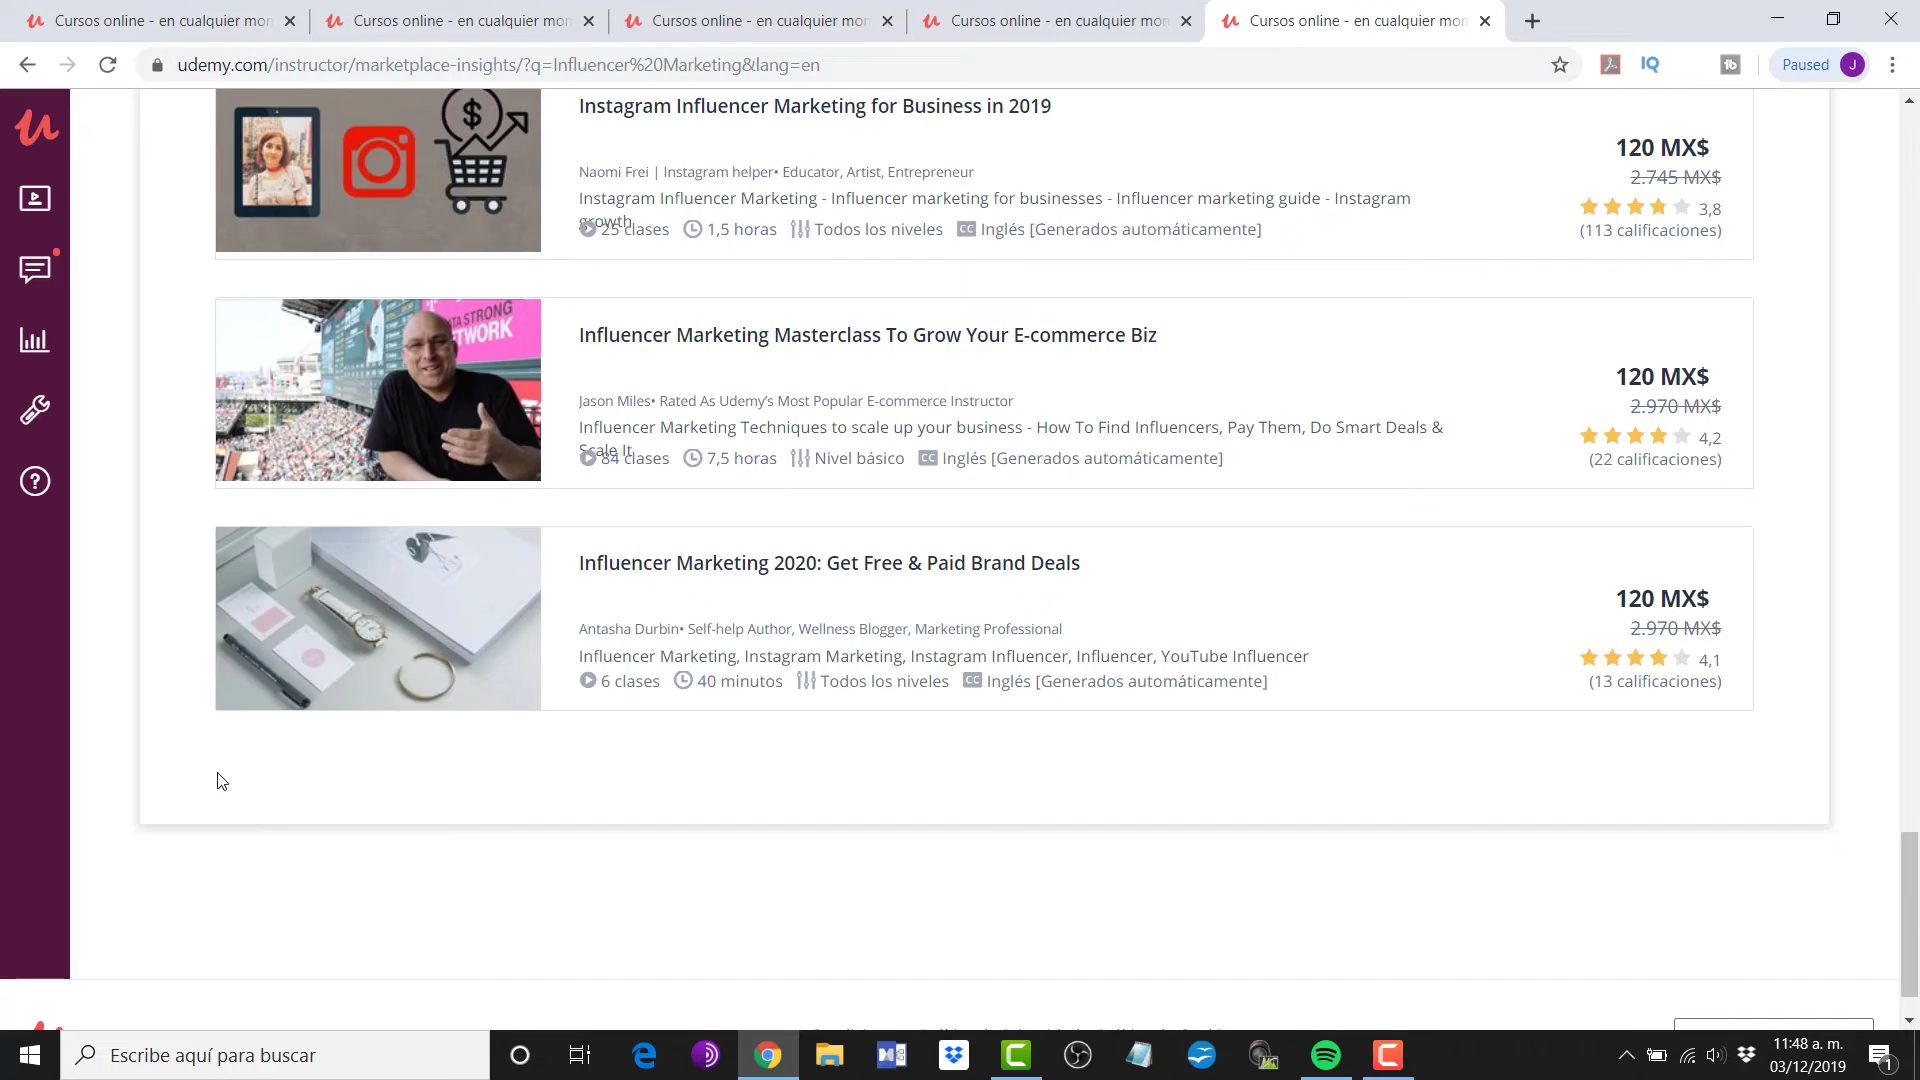 Cursos online - en cualquier mon
Cursos online - en cualquier mon
Cursos online - en cualquier mon
Cursos online - en cualquier mon
Cursos online - en cualquier mon
udemy.com/instructor/marketplace-insights/?q=Influencer%20Marketing&lang=en
IQ
Paused J
Instagram Influencer Marketing for Business in 2019
120 MX$
2.745 MX$
Naomi Frei | Instagram helper• Educator, Artist, Entrepreneur
Instagram Influencer Marketing - Influencer marketing for businesses - Influencer marketing guide - Instagram
growth
3,8
25 clases 1,5 horas Todos los niveles CC Inglés [Generados automáticamente]
(113 calificaciones)
TA STRONG
NETWORK
Influencer Marketing Masterclass To Grow Your E-commerce Biz
120 MX$
2.970 MX$
Jason Miles• Rated As Udemy's Most Popular E-commerce Instructor
Influencer Marketing Techniques to scale up your business - How To Find Influencers, Pay Them, Do Smart Deals &
Scale It
4,2
84 clases 7,5 horas Nivel básico CC Inglés [Generados automáticamente]
(22 calificaciones)
Influencer Marketing 2020: Get Free & Paid Brand Deals
120 MX$
2.970 MX$
Antasha Durbin• Self-help Author, Wellness Blogger, Marketing Professional
Influencer Marketing, Instagram Marketing, Instagram Influencer, Influencer, YouTube Influencer
4,1
6 clases 40 minutos Todos los niveles CC Inglés [Generados automáticamente]
(13 calificaciones)
Escribe aquí para buscar
11:48 a. m.
03/12/2019
1